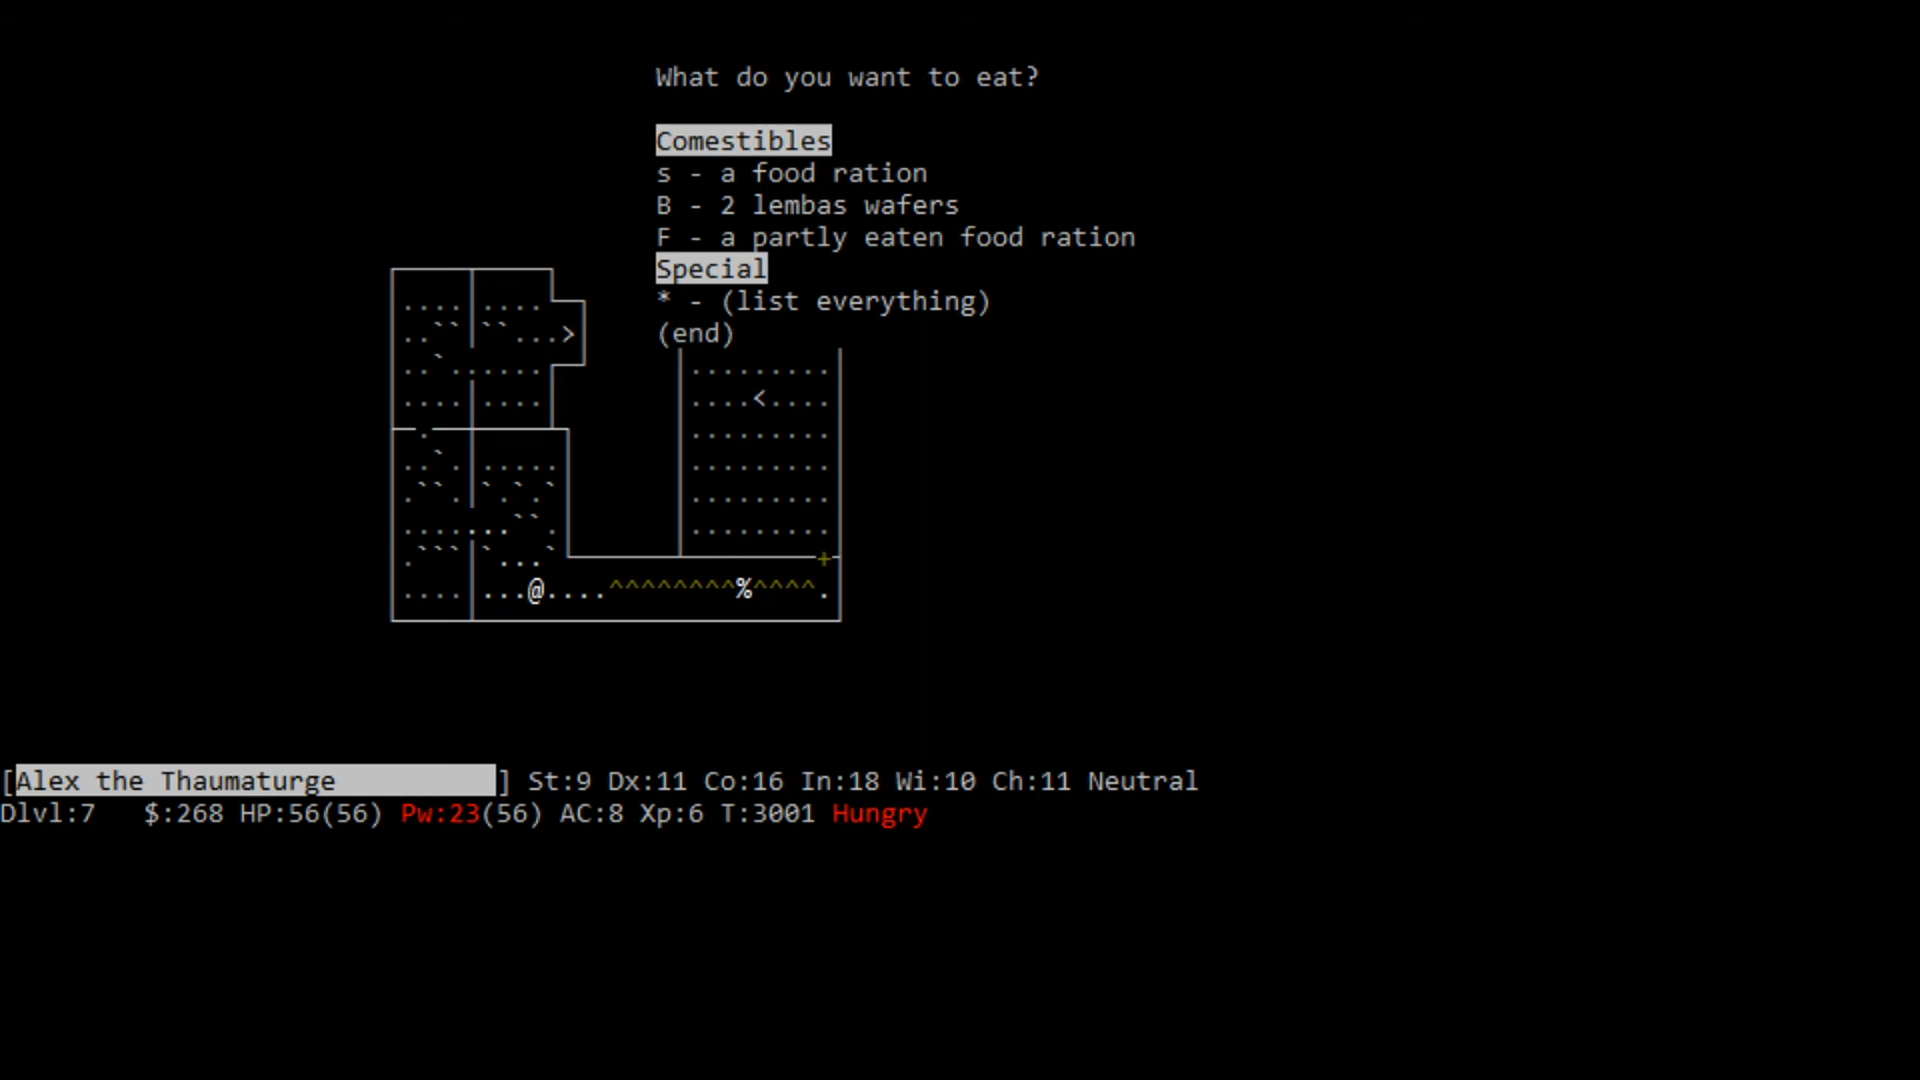 What do you want to eat?
Comestibles
s - a food ration
B - 2 lembas wafers
F - a partly eaten food ration
Special
* - (list everything)
(end)
[Alex the Thaumaturge ] St:9 Dx:11 Co:16 In:18 Wi:10 Ch:11 Neutral
Dlvl:7 $:268 HP:56(56) Pw:23(56) AC:8 Xp:6 T:3001 Hungry